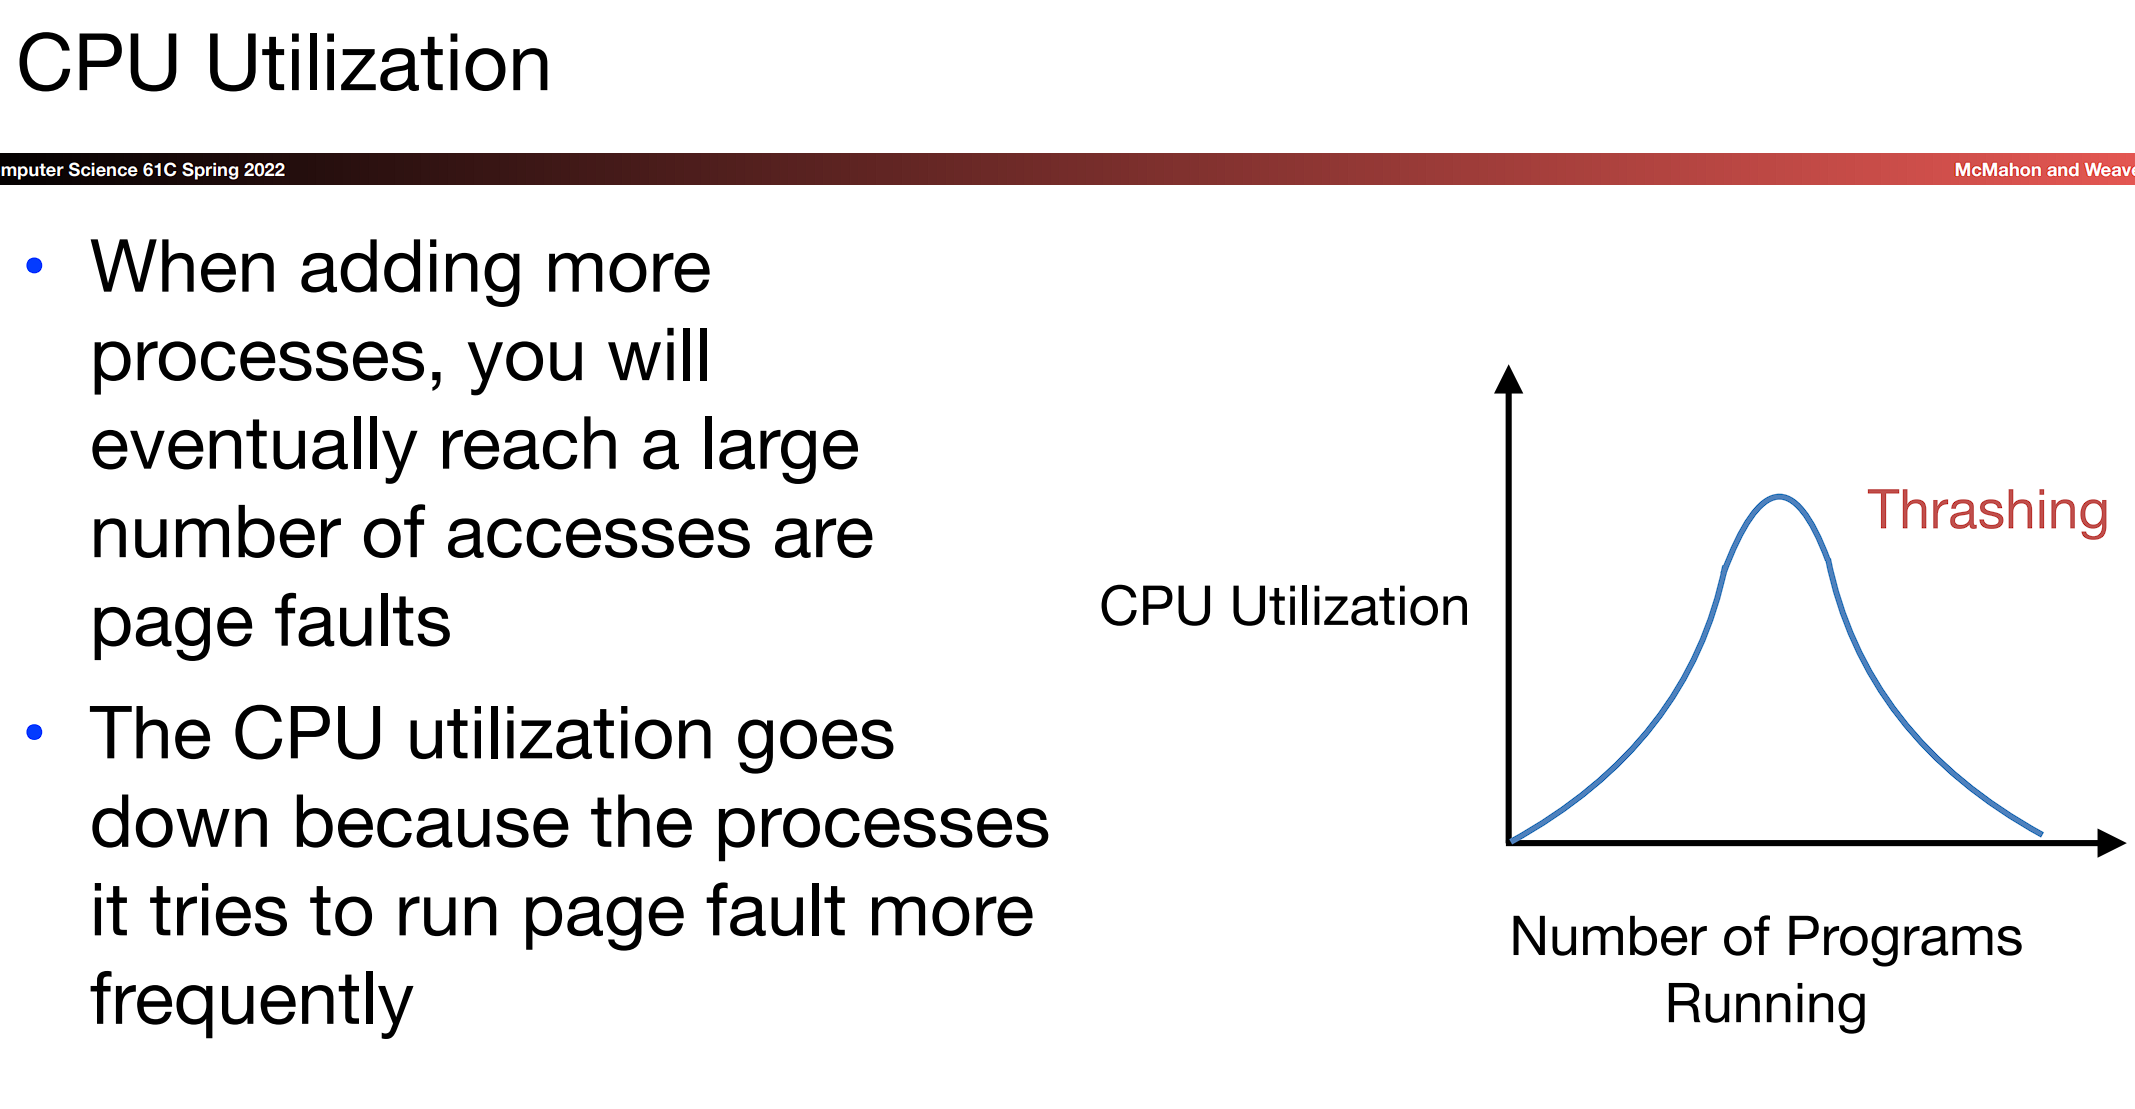 CPU Utilization
mputer Science 61C Spring 2022
McMahon and Weave
• When adding more
processes, you will
eventually reach a large
number of accesses are
page faults
• The CPU utilization goes
down because the processes
it tries to run page fault more
frequently
Thrashing
CPU Utilization
Number of Programs
Running